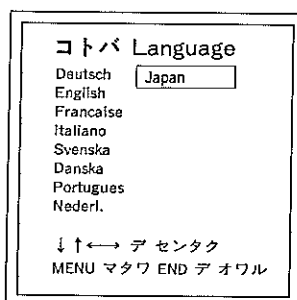 コトバ Language
Deutsch Japan
English
Francaise
Italiano
Svenska
Danska
Portugues
Nederl.
↓↑←→ デ センタク
MENU マタワ END デ オワル